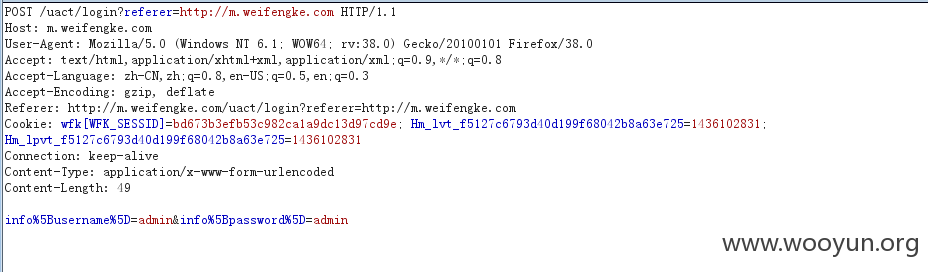 POST /uact/login?referer=http://m.weifengke.com HTTP/1.1
Host: m.weifengke.com
User-Agent: Mozilla/5.0 (Windows NT 6.1; WOW64; rv:38.0) Gecko/20100101 Firefox/38.0
Accept: text/html,application/xhtml+xml,application/xml;q=0.9,*/*;q=0.8
Accept-Language: zh-CN,zh;q=0.8,en-US;q=0.5,en;q=0.3
Accept-Encoding: gzip, deflate
Referer: http://m.weifengke.com/uact/login?referer=http://m.weifengke.com
Cookie: wfk[WFK_SESSID]=bd673b3efb53c982ca1a9dc13d97cd9e; Hm_lvt_f5127c6793d40d199f68042b8a63e725=1436102831;
Hm_lpvt_f5127c6793d40d199f68042b8a63e725=1436102831
Connection: keep-alive
Content-Type: application/x-www-form-urlencoded
Content-Length: 49
info%5Busername%5D=admin&info%5Bpassword%5D=admin
www.wooyun.org